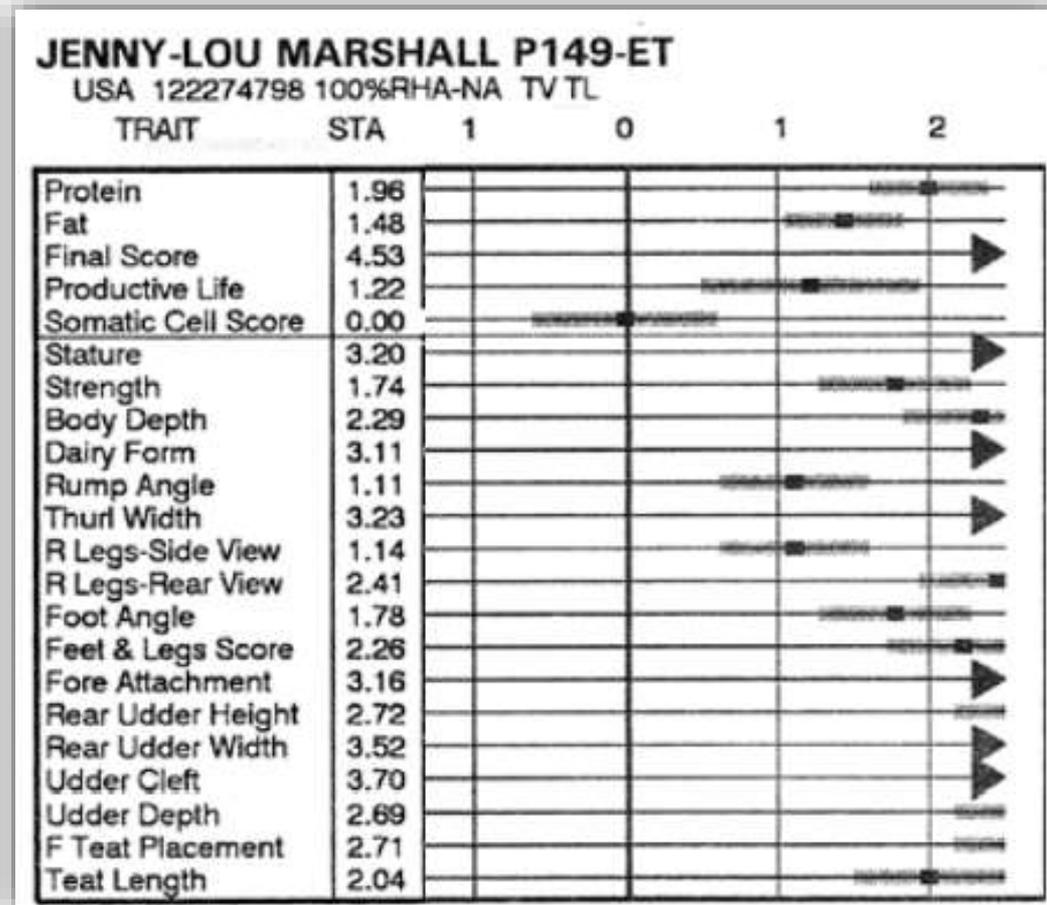 JENNY-LOU MARSHALL P149-ET
USA 122274798 100%RHA-NA TV TL
TRAIT STA 1 0 1 2
Protein 1.96
Fat 1.48
Final Score 4.53
Productive Life 1.22
Somatic Cell Score 0.00
Stature 3.20
Strength 1.74
Body Depth 2.29
Dairy Form 3.11
Rump Angle 1.11
Thurl Width 3.23
R Legs-Side View 1.14
R Legs-Rear View 2.41
Foot Angle 1.78
Feet & Legs Score 2.26
Fore Attachment 3.16
Rear Udder Height 2.72
Rear Udder Width 3.52
Udder Cleft 3.70
Udder Depth 2.69
F Teat Placement 2.71
Teat Length 2.04